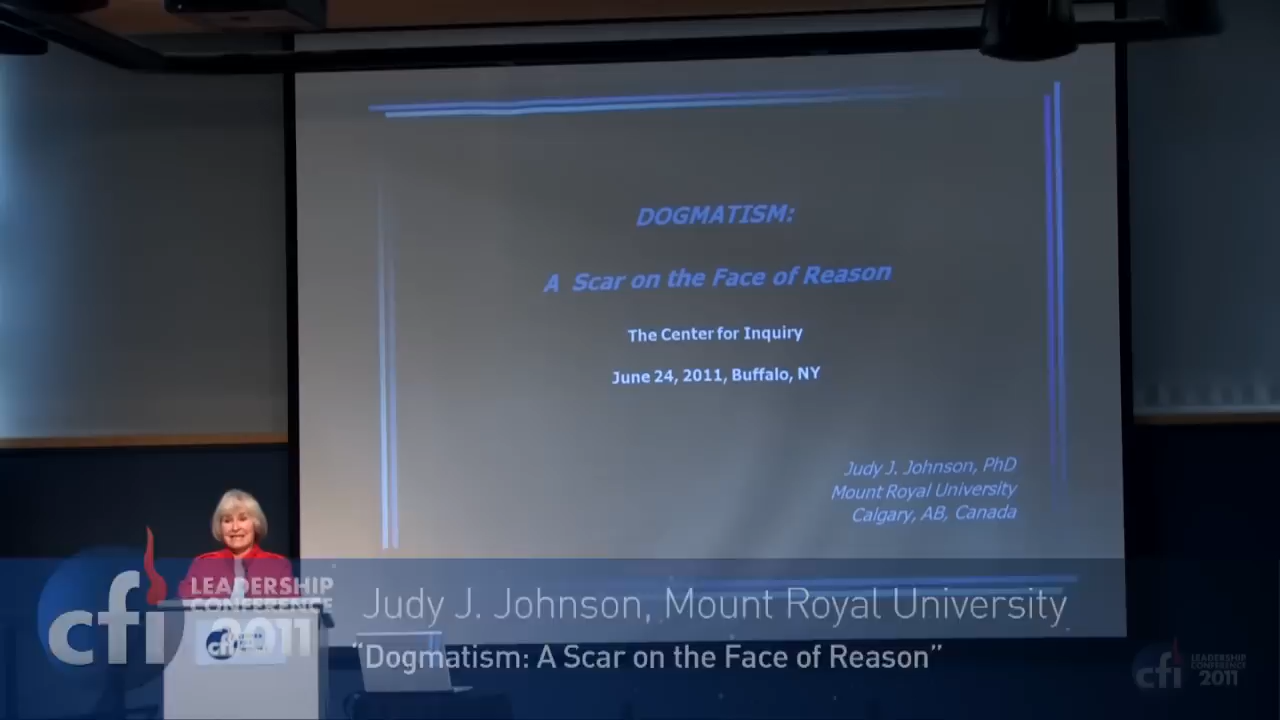 DOGMATISM:
A Scar on the Face of Reason
The Center for Inquiry
June 24, 2011, Buffalo, NY
Judy J. Johnson, PhD
Mount Royal University
Calgary, AB, Canada
cfi LEADERSHIP
CONFERENCE
2011
Judy J. Johnson, Mount Royal University
“Dogmatism: A Scar on the Face of Reason”
cfi
cfi LEADERSHIP
CONFERENCE
2011